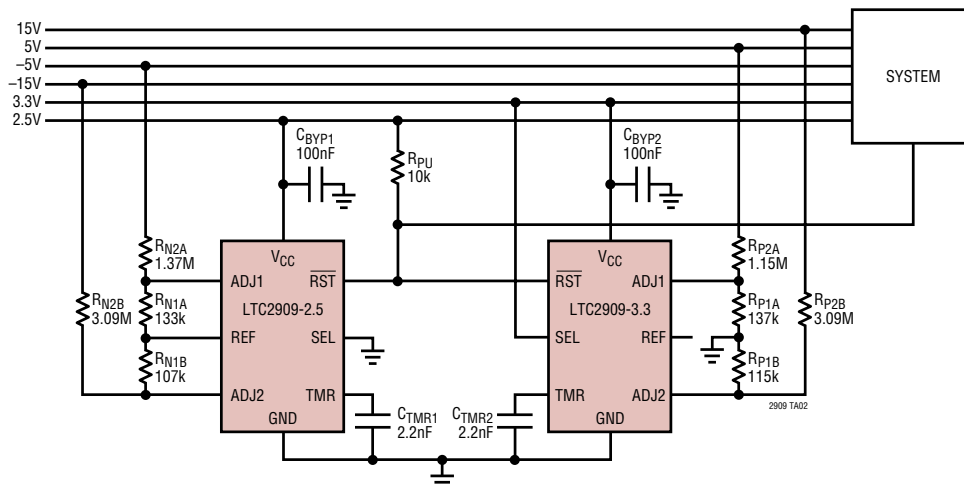 15V
5V
–5V
–15V
3.3V
2.5V
SYSTEM
CBYP1
100nF
RPU
10k
CBYP2
100nF
RN2A
1.37M
RN2B
3.09M
RN1A
133k
RN1B
107k
VCC
ADJ1
RST
LTC2909-2.5
REF
SEL
ADJ2
TMR
GND
CTMR1
2.2nF
CTMR2
2.2nF
VCC
RST
ADJ1
LTC2909-3.3
SEL
REF
TMR
ADJ2
GND
RP2A
1.15M
RP1A
137k
RP2B
3.09M
RP1B
115k
2909 TA02